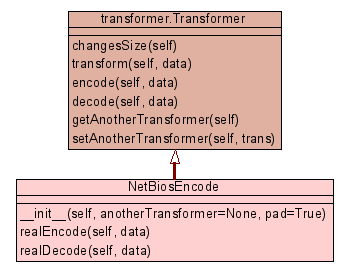 transformer.Transformer
changesSize(self)
transform(self, data)
encode(self, data)
decode(self, data)
getAnotherTransformer(self)
setAnotherTransformer(self, trans)
NetBiosEncode
__init__(self, anotherTransformer=None, pad=True)
realEncode(self, data)
realDecode(self, data)